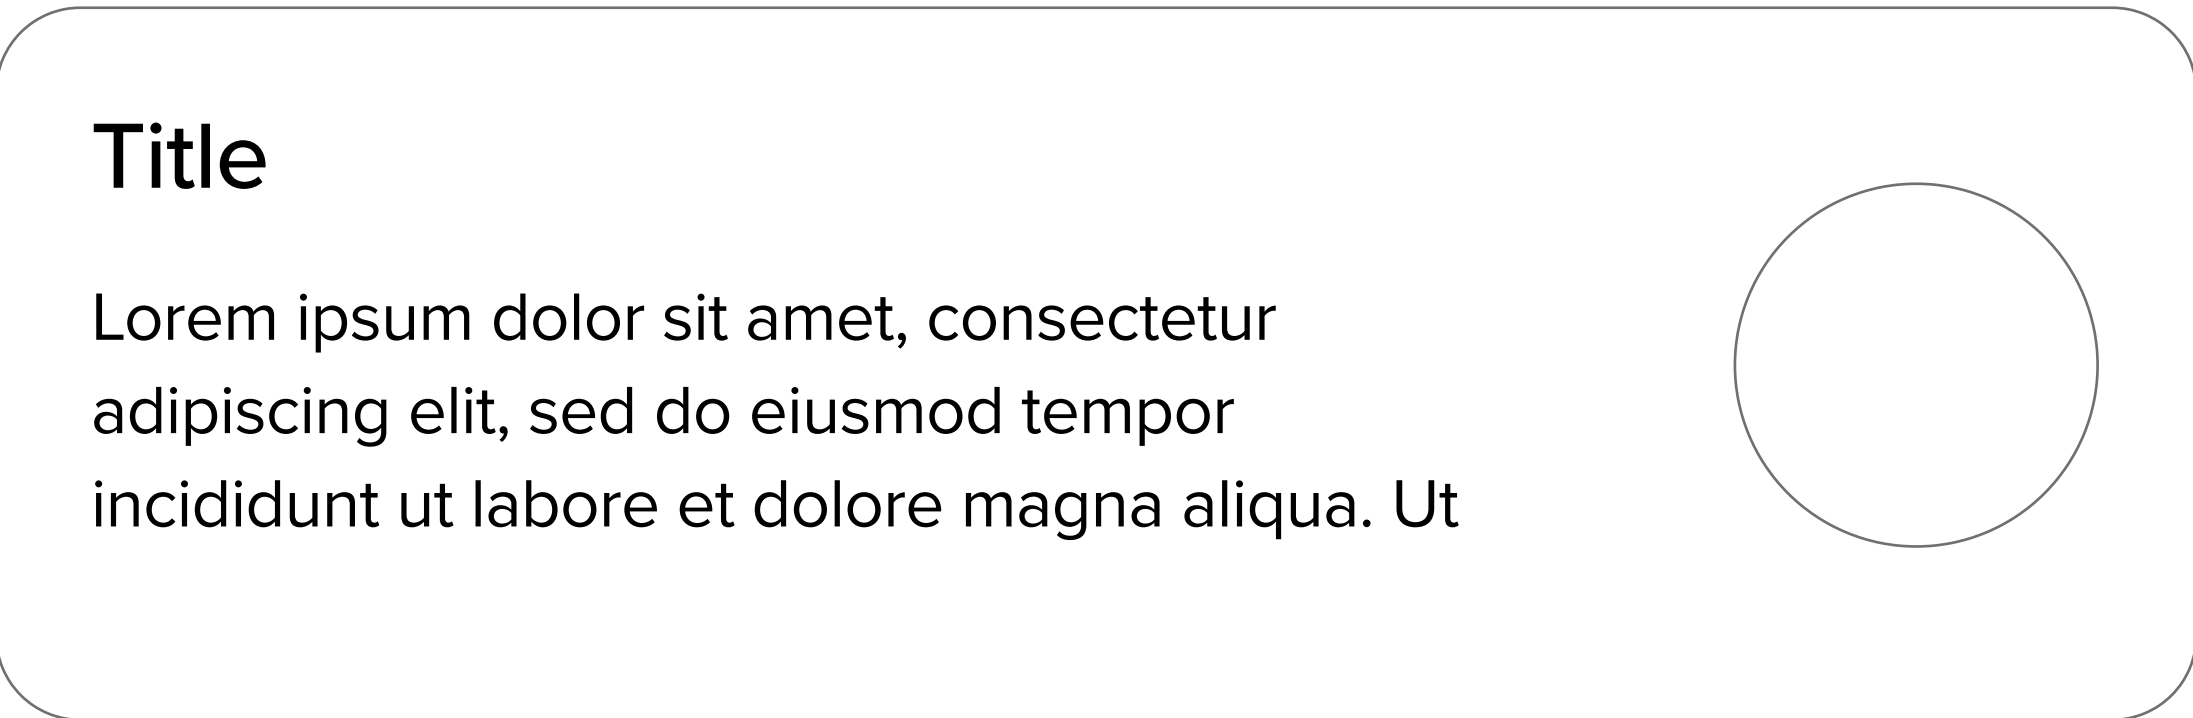 Title
Lorem ipsum dolor sit amet, consectetur
adipiscing elit, sed do eiusmod tempor
incididunt ut labore et dolore magna aliqua. Ut